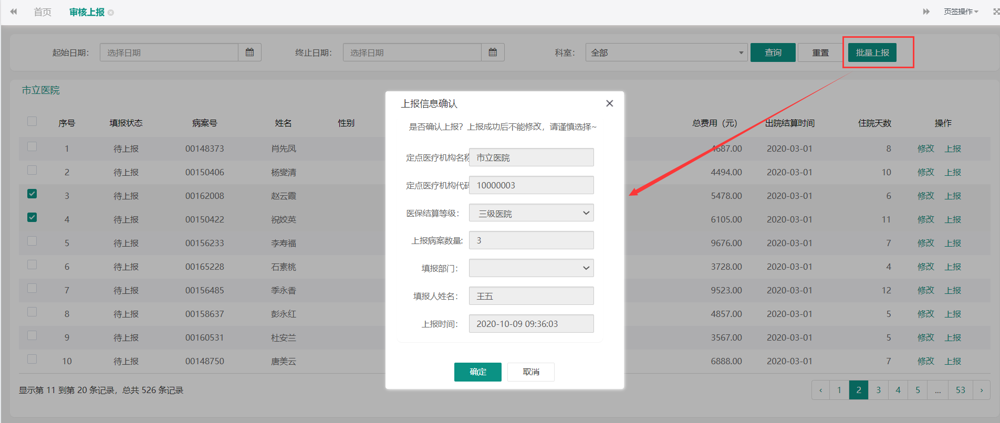 首页 审核上报 页签操作
起始日期： 选择日期 终止日期： 选择日期 科室： 全部 查询 重置 批量上报
市立医院
序号 填报状态 病案号 姓名 性别 总费用（元） 出院结算时间 住院天数 操作
1 待上报 00148373 肖先凤 4687.00 2020-03-01 8 修改 上报
2 待上报 00150406 杨燮清 4494.00 2020-03-01 10 修改 上报
3 待上报 00162008 赵云霞 5478.00 2020-03-01 6 修改 上报
4 待上报 00150422 祝姣英 6105.00 2020-03-01 11 修改 上报
5 待上报 00156233 李寿福 9676.00 2020-03-01 7 修改 上报
6 待上报 00165228 石素桃 3728.00 2020-03-01 4 修改 上报
7 待上报 00156485 季永香 9523.00 2020-03-01 12 修改 上报
8 待上报 00158637 彭永红 4857.00 2020-03-01 5 修改 上报
9 待上报 00160531 杜安兰 3567.00 2020-03-01 5 修改 上报
10 待上报 00148750 唐美云 6888.00 2020-03-01 7 修改 上报
显示第 11 到第 20 条记录，总共 526 条记录
‹ 1 2 3 4 5 ... 53 ›
上报信息确认
是否确认上报？上报成功后不能修改，请谨慎选择~
定点医疗机构名称 市立医院
定点医疗机构代码 10000003
医保结算等级： 三级医院
上报病案数量: 3
填报部门：
填报人姓名： 王五
上报时间： 2020-10-09 09:36:03
确定 取消